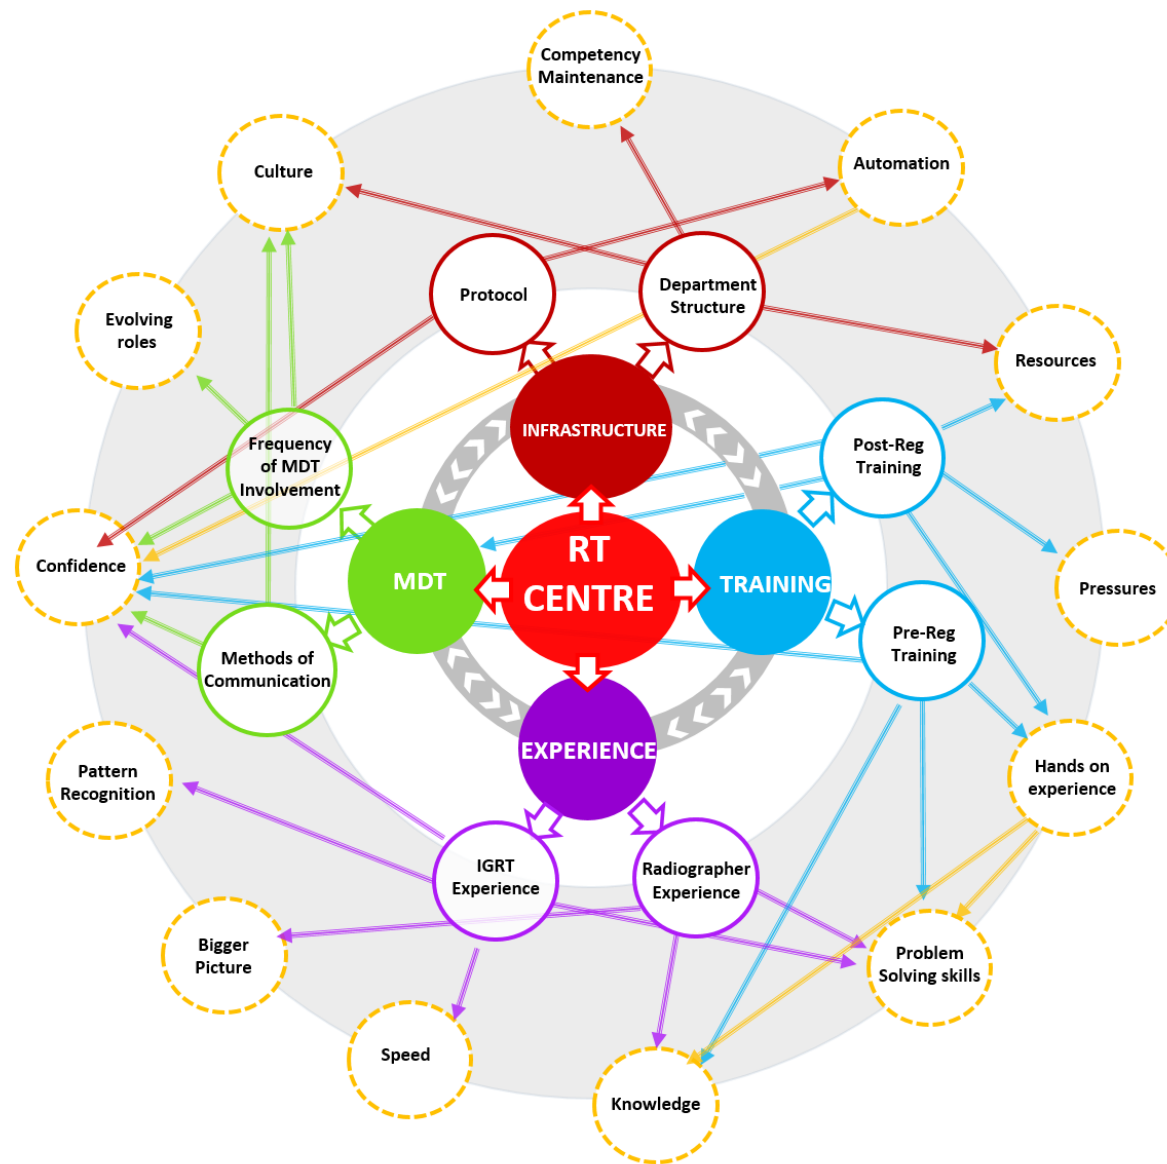 Competency
Maintenance
Automation
Culture
Department
Structure
Protocol
Evolving
roles
Resources
INFRASTRUCTURE
Frequency
of MDT
Involvement
Post-Reg
Training
RT
CENTRE
Confidence
MDT
TRAINING
Pressures
Pre-Reg
Training
Methods of
Communication
EXPERIENCE
Pattern
Recognition
Hands on
experience
IGRT
Experience
Radiographer
Experience
Bigger
Picture
Problem
Solving skills
Speed
Knowledge